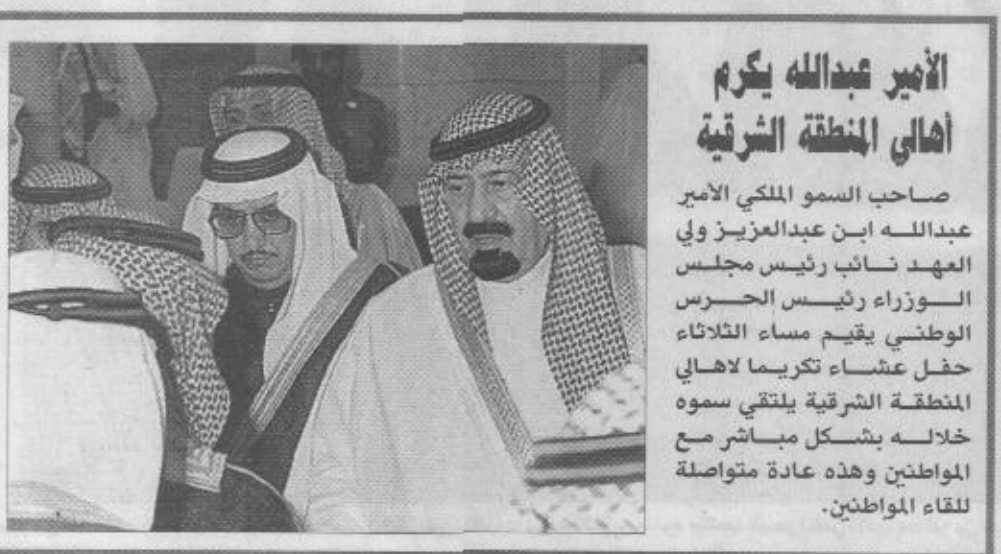 الأمير عبدالله يكرم
أهالي المنطقة الشرقية
صاحب السمو الملكي الأمير
عبدالله ابن عبدالعزيز ولي
العهد نائب رئيس مجلس
الوزراء رئيس الحرس
الوطني يقيم مساء الثلاثاء
حفل عشاء تكريما لاهالي
المنطقة الشرقية يلتقي سموه
خلاله بشكل مباشر مع
المواطنين وهذه عادة متواصلة
للقاء المواطنين.